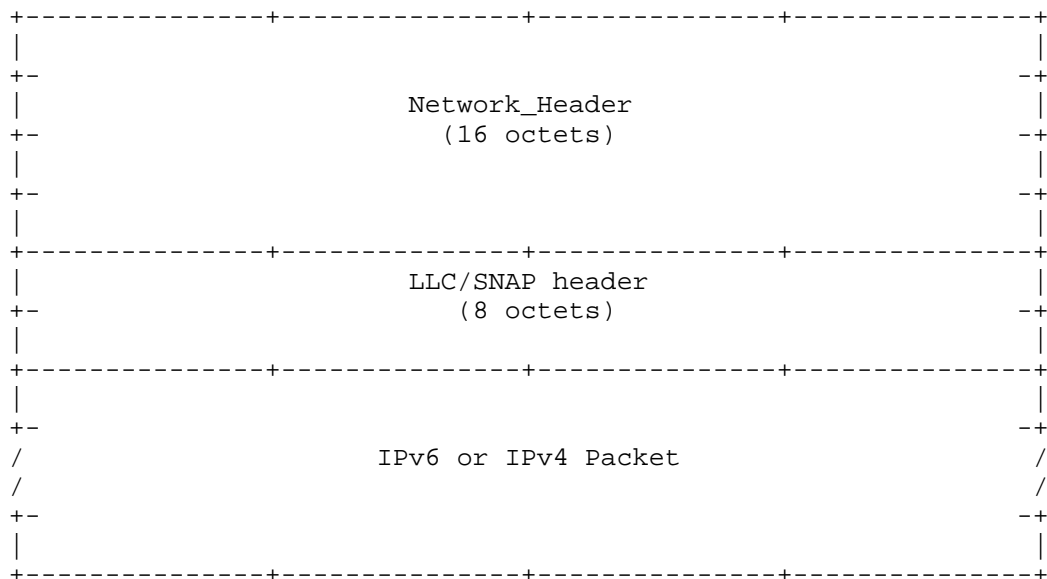 Network_Header
(16 octets)
LLC/SNAP header
(8 octets)
IPv6 or IPv4 Packet